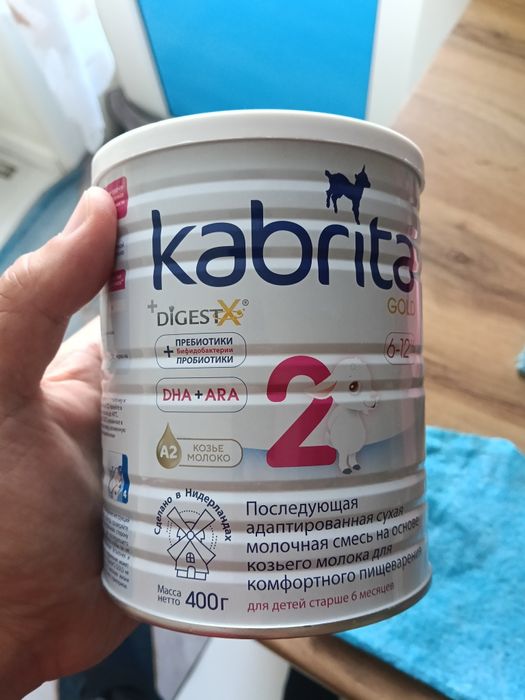 kabrita
GOLD
+DIGESTX®
6-12
+ ПРЕБИОТИКИ
Бифидобактерии
ПРОБИОТИКИ
DHA+ARA
2
A2 КОЗЬЕ
МОЛОКО
Сделано в Нидерландах
Последующая
адаптированная сухая
молочная смесь на основе
козьего молока для
комфортного пищеварения
для детей старше 6 месяцев
Масса
нетто 400 г